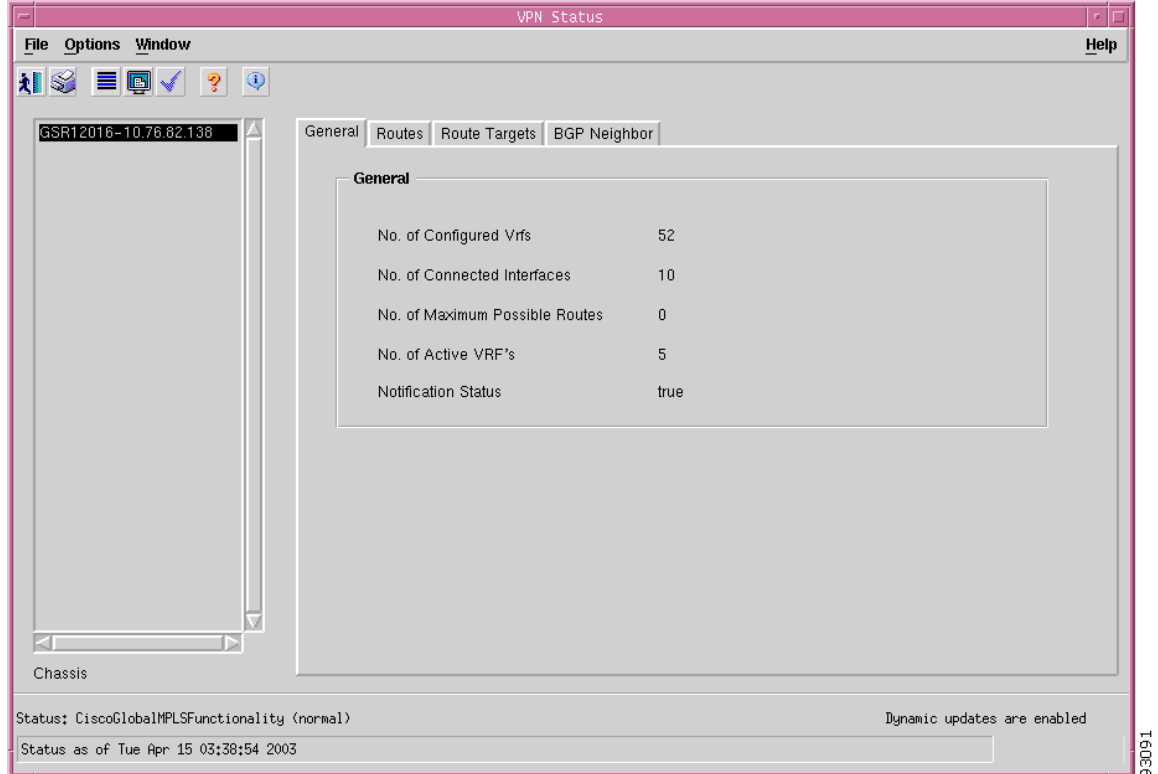 VPN Status
File Options Window Help
GSR12016-10.76.82.138
General Routes Route Targets BGP Neighbor
General
No. of Configured Vrfs 52
No. of Connected Interfaces 10
No. of Maximum Possible Routes 0
No. of Active VRF's 5
Notification Status true
Chassis
Status: CiscoGlobalMPLSFunctionality (normal) Dynamic updates are enabled
Status as of Tue Apr 15 03:38:54 2003
93091